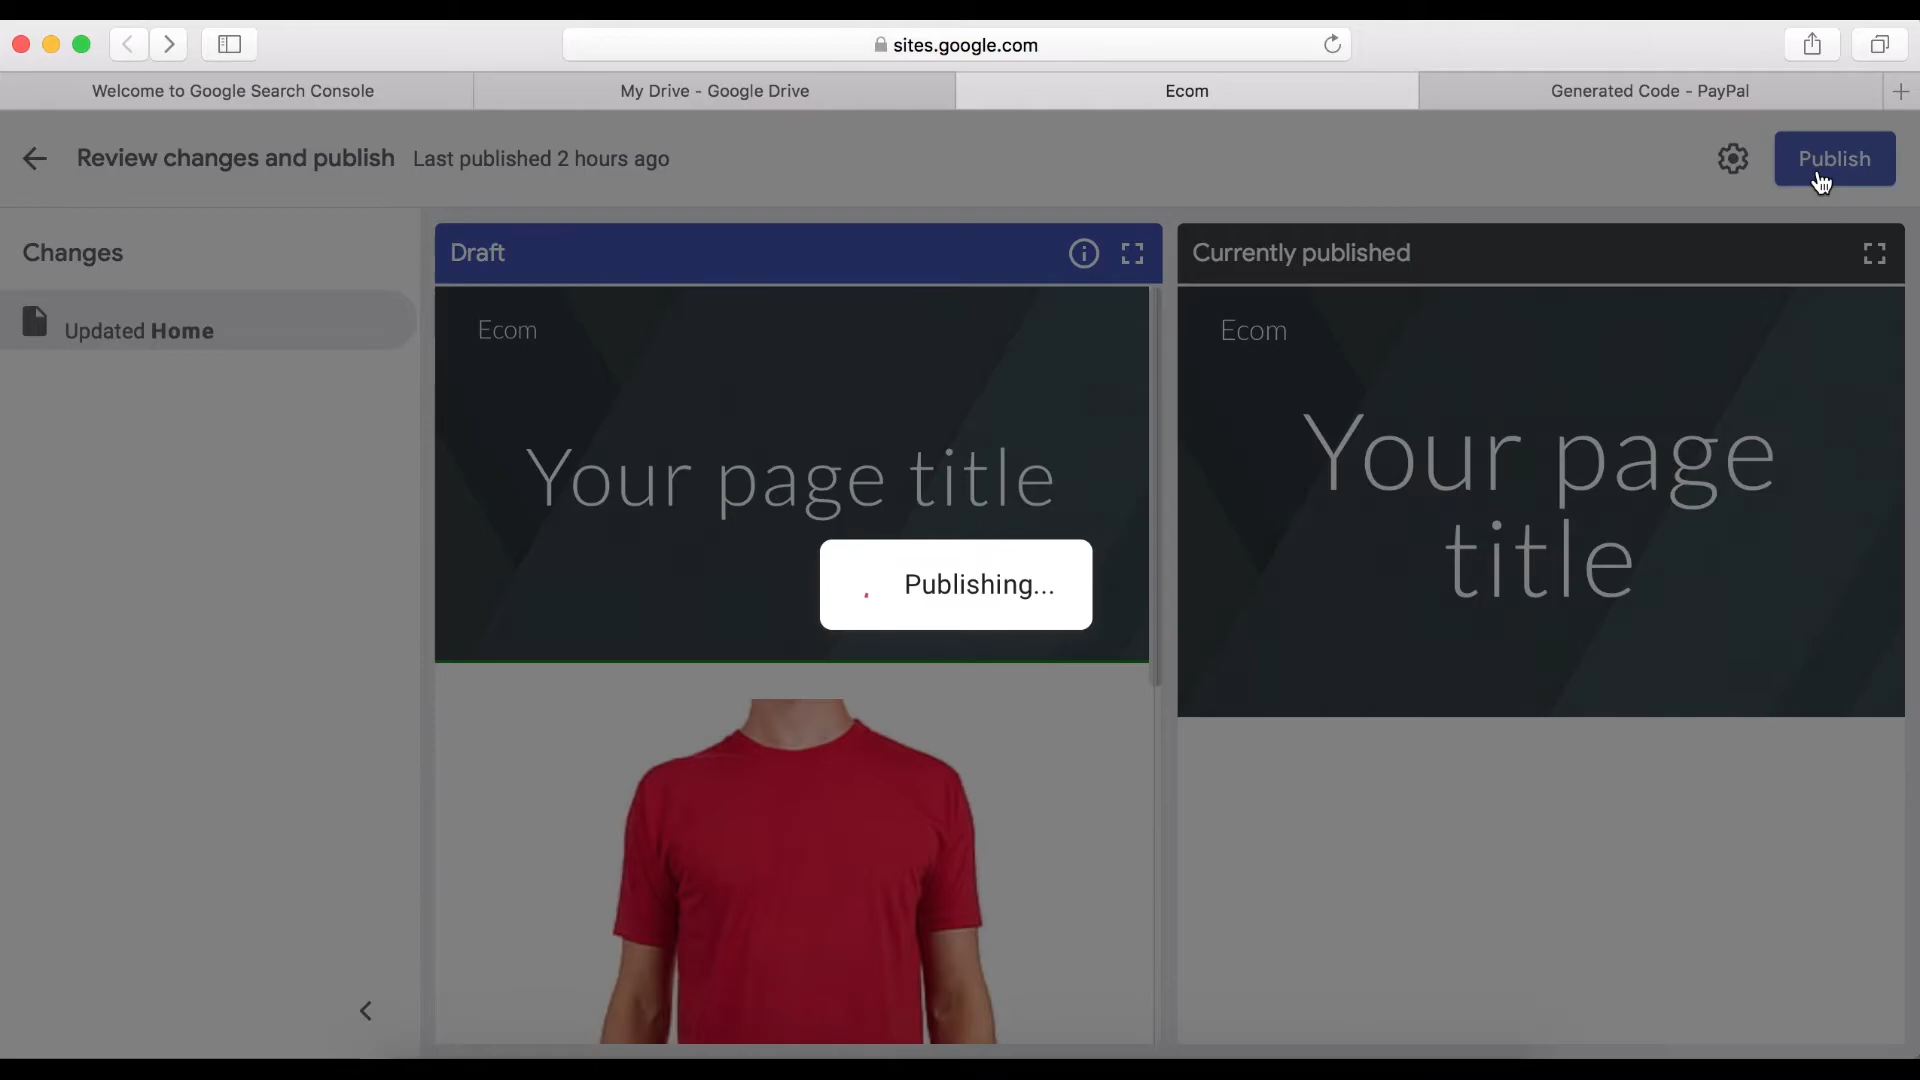 sites.google.com
Welcome to Google Search Console
My Drive - Google Drive
Ecom
Generated Code - PayPal
Review changes and publish
Last published 2 hours ago
Publish
Changes
Updated Home
Draft
Ecom
Your page title
Publishing...
Currently published
Ecom
Your page
title